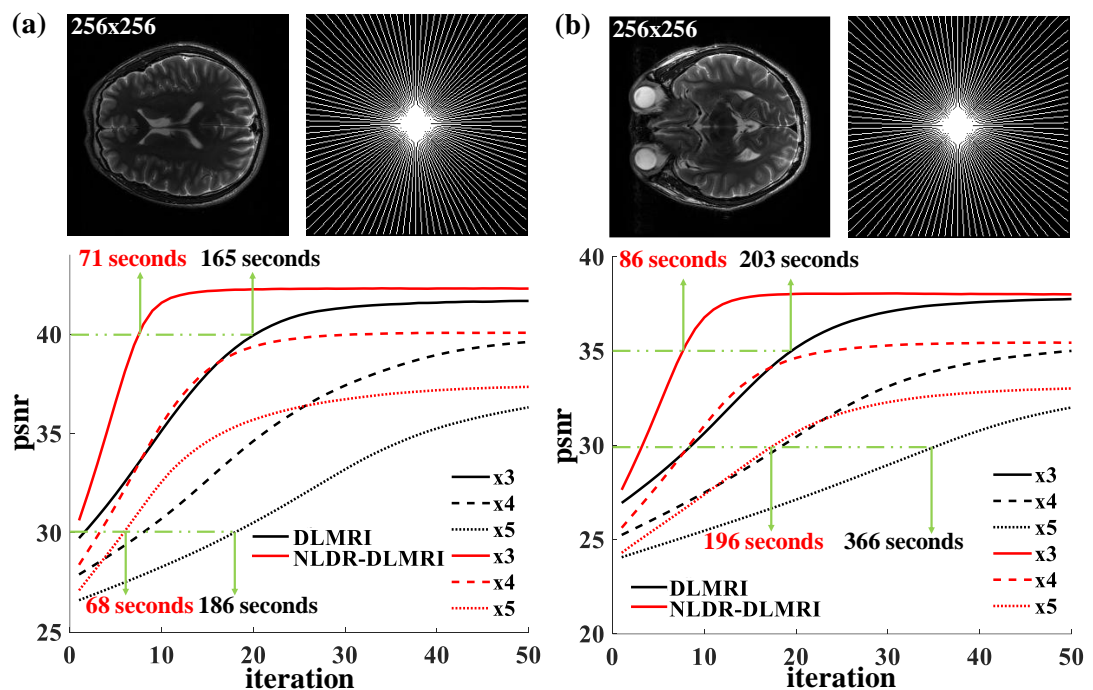 (a)
256x256
71 seconds
165 seconds
psnr
40
35
30
25
0
10
20
30
40
50
iteration
x3
x4
x5
x3
x4
x5
DLMRI
NLDR-DLMRI
68 seconds
186 seconds
(b)
256x256
86 seconds
203 seconds
psnr
40
35
30
25
20
0
10
20
30
40
50
iteration
x3
x4
x5
x3
x4
x5
196 seconds
366 seconds
DLMRI
NLDR-DLMRI